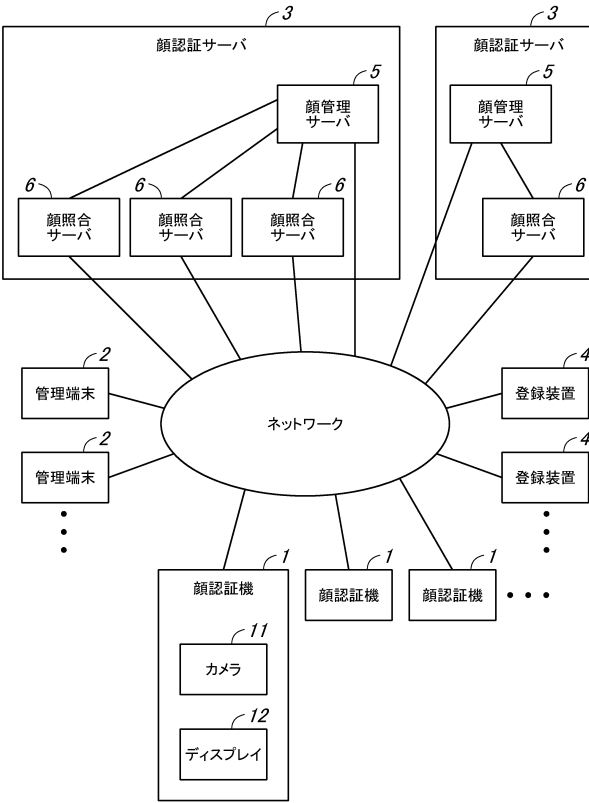 3
顔認証サーバ
5
顔管理
サーバ
6
顔照合
サーバ
6
顔照合
サーバ
6
顔照合
サーバ
3
顔認証サーバ
5
顔管理
サーバ
6
顔照合
サーバ
2
管理端末
2
管理端末
ネットワーク
4
登録装置
4
登録装置
1
顔認証機
11
カメラ
12
ディスプレイ
1
顔認証機
1
顔認証機